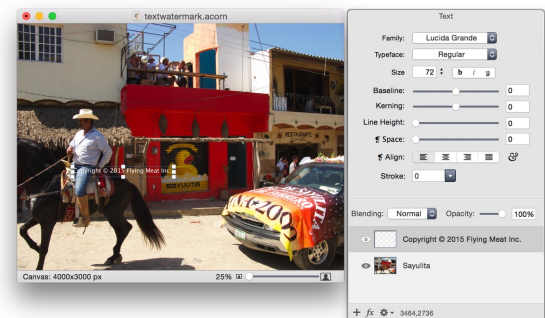 textwatermark.acorn
RESTAURANTE
Copyright © 2015 Flying Meat Inc.
SAYULITA
Canvas: 4000x3000 px
25%
Text
Family: Lucida Grande
Typeface: Regular
Size 72 b i u
Baseline: 0
Kerning: 0
Line Height: 0
¶ Space: 0
¶ Align:
Stroke: 0
Blending: Normal Opacity: 100%
Copyright © 2015 Flying Meat Inc.
Sayulita
+ fx 3464,2736